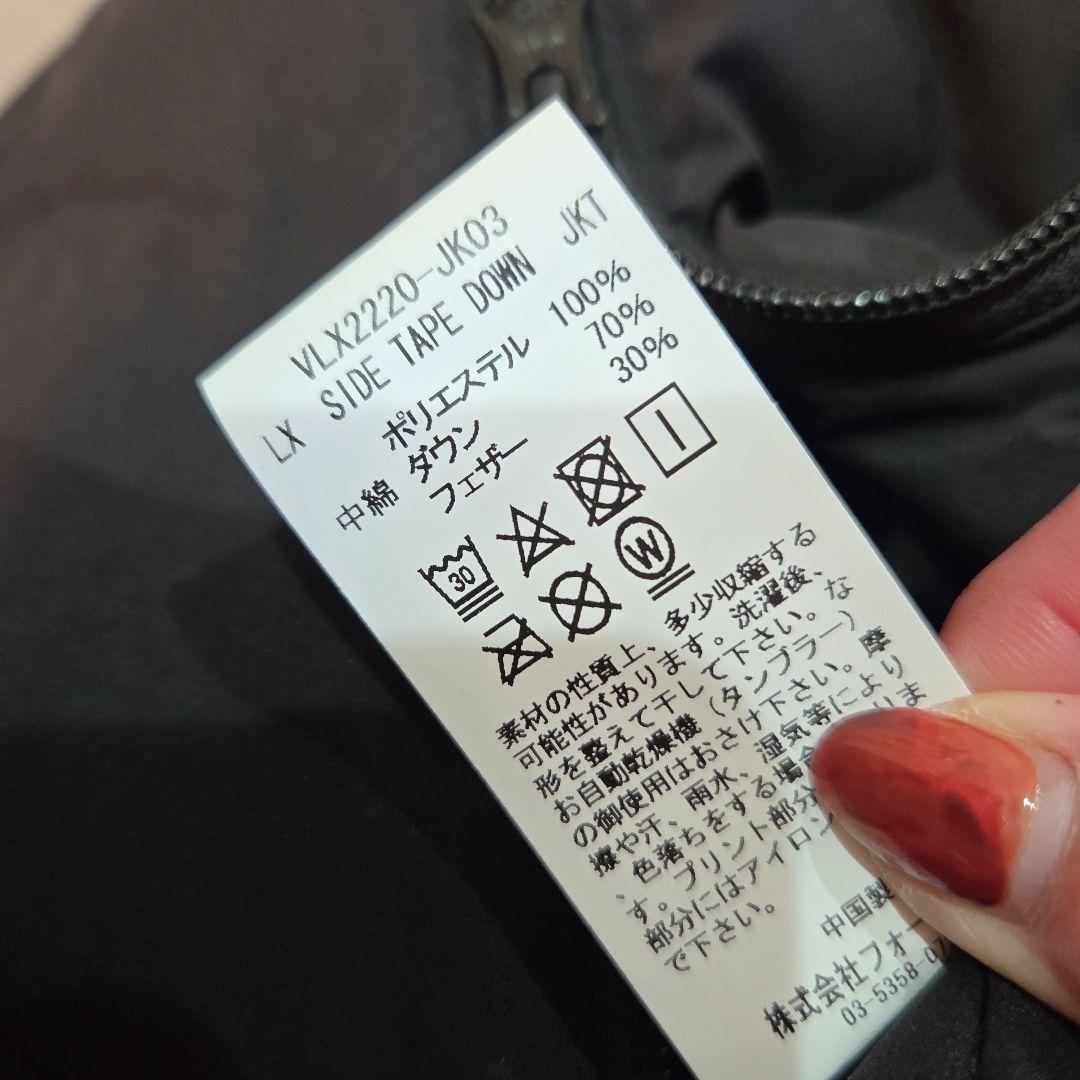 VLX2220-JK03
LX SIDE TAPE DOWN JKT
ポリエステル 100%
中綿 ダウン 70%
フェザー 30%
I
30
W
素材の性質上、多少収縮する
可能性があります。洗濯後、
形を整えて干して下さい。な
お自動乾燥機(タンブラー)
の御使用はおさけ下さい。摩
擦や汗、雨水、湿気等により
色落ちをする場合
りま
す。プリント部分
部分にはアイロン
で下さい。
中国製
株式会社フォー
03-5358-07